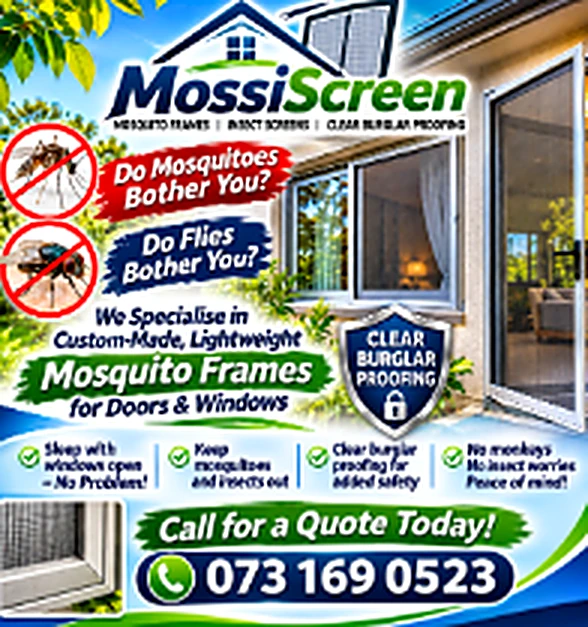 MossiScreen
MOSQUITO FRAMES | INSECT SCREENS | CLEAR BURGLAR PROOFING
Do Mosquitoes
Bother You?
Do Flies
Bother You?
We Specialise in
Custom-Made, Lightweight
Mosquito Frames
for Doors & Windows
CLEAR
BURGLAR
PROOFING
Sleep with
windows open
– No Problem!
Keep
mosquitoes
and insects out
Clear burglar
proofing for
added safety
No monkeys
No insect worries
Peace of mind!
Call for a Quote Today!
073 169 0523